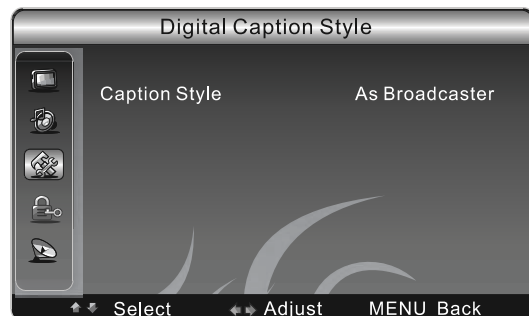 Digital Caption Style
Caption Style As Broadcaster
Select Adjust MENU Back